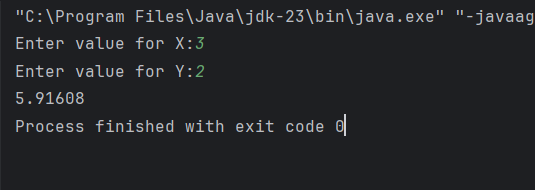 "C:\Program Files\Java\jdk-23\bin\java.exe" "-javaag
Enter value for X:3
Enter value for Y:2
5.91608
Process finished with exit code 0